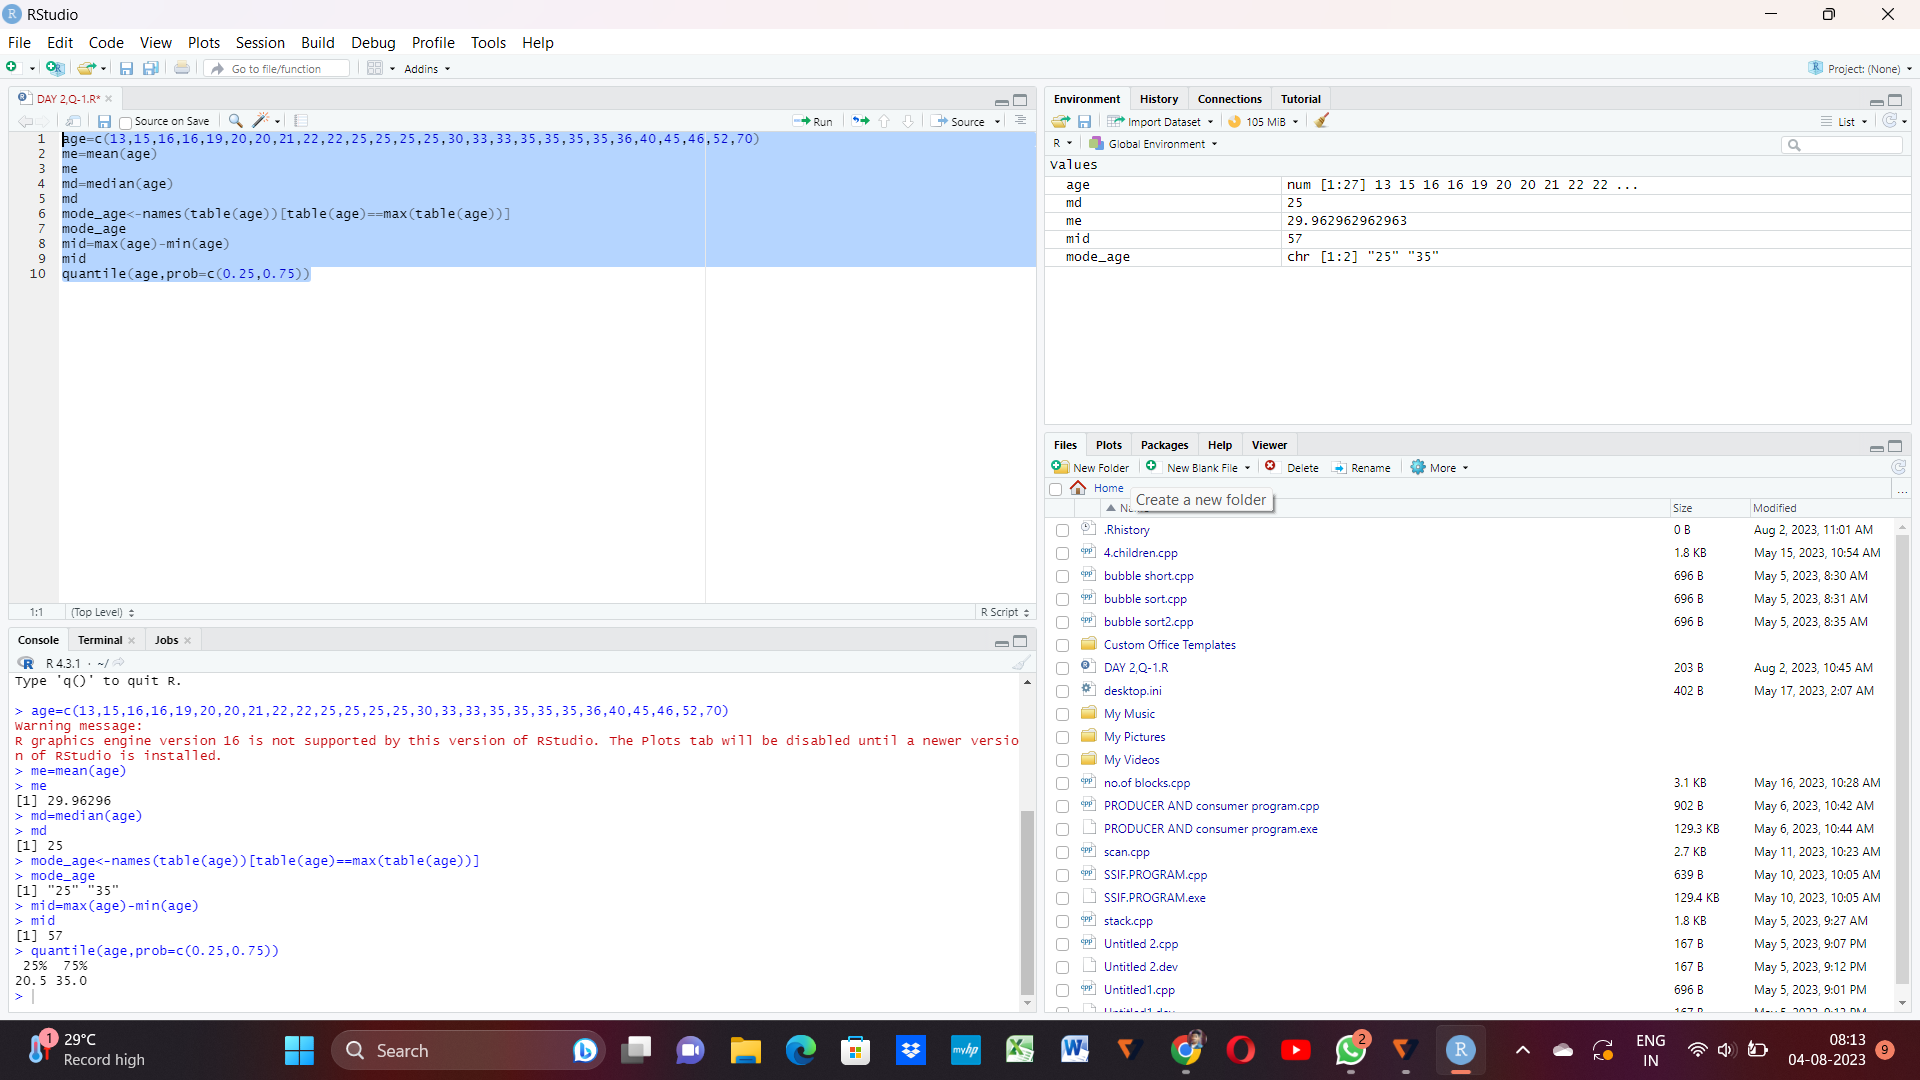 RStudio
File Edit Code View Plots Session Build Debug Profile Tools Help
Go to file/function Addins Project: (None)
DAY 2,Q-1.R*
Source on Save Run Source
1 age=c(13,15,16,16,19,20,20,21,22,22,25,25,25,25,30,33,33,35,35,35,35,36,40,45,46,52,70)
2 me=mean(age)
3 me
4 md=median(age)
5 md
6 mode_age<-names(table(age))[table(age)==max(table(age))]
7 mode_age
8 mid=max(age)-min(age)
9 mid
10 quantile(age,prob=c(0.25,0.75))
1:1 (Top Level) R Script
Console Terminal Jobs
R 4.3.1 · ~/
Type 'q()' to quit R.
> age=c(13,15,16,16,19,20,20,21,22,22,25,25,25,25,30,33,33,35,35,35,35,36,40,45,46,52,70)
Warning message:
R graphics engine version 16 is not supported by this version of RStudio. The Plots tab will be disabled until a newer versio
n of RStudio is installed.
> me=mean(age)
> me
[1] 29.96296
> md=median(age)
> md
[1] 25
> mode_age<-names(table(age))[table(age)==max(table(age))]
> mode_age
[1] "25" "35"
> mid=max(age)-min(age)
> mid
[1] 57
> quantile(age,prob=c(0.25,0.75))
25% 75%
20.5 35.0
>
Environment History Connections Tutorial
Import Dataset 105 MiB List
R Global Environment
Values
age num [1:27] 13 15 16 16 19 20 20 21 22 22 ...
md 25
me 29.962962962963
mid 57
mode_age chr [1:2] "25" "35"
Files Plots Packages Help Viewer
New Folder New Blank File Delete Rename More
Home ...
Create a new folder
Size Modified
.Rhistory 0 B Aug 2, 2023, 11:01 AM
4.children.cpp 1.8 KB May 15, 2023, 10:54 AM
bubble short.cpp 696 B May 5, 2023, 8:30 AM
bubble sort.cpp 696 B May 5, 2023, 8:31 AM
bubble sort2.cpp 696 B May 5, 2023, 8:35 AM
Custom Office Templates
DAY 2,Q-1.R 203 B Aug 2, 2023, 10:45 AM
desktop.ini 402 B May 17, 2023, 2:07 AM
My Music
My Pictures
My Videos
no.of blocks.cpp 3.1 KB May 16, 2023, 10:28 AM
PRODUCER AND consumer program.cpp 902 B May 6, 2023, 10:42 AM
PRODUCER AND consumer program.exe 129.3 KB May 6, 2023, 10:44 AM
scan.cpp 2.7 KB May 11, 2023, 10:23 AM
SSIF.PROGRAM.cpp 639 B May 10, 2023, 10:05 AM
SSIF.PROGRAM.exe 129.4 KB May 10, 2023, 10:05 AM
stack.cpp 1.8 KB May 5, 2023, 9:27 AM
Untitled 2.cpp 167 B May 5, 2023, 9:07 PM
Untitled 2.dev 167 B May 5, 2023, 9:12 PM
Untitled1.cpp 696 B May 5, 2023, 9:01 PM
1 29°C
Record high
Search
myhp
2
ENG
IN
08:13
04-08-2023
9